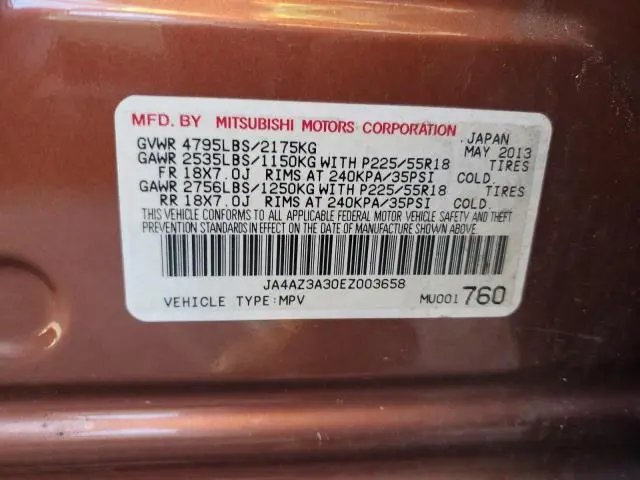 MFD. BY MITSUBISHI MOTORS CORPORATION JAPAN
GVWR 4795LBS/2175KG MAY 2013
GAWR 2535LBS/1150KG WITH P225/55R18 TIRES
FR 18X7.0J RIMS AT 240KPA/35PSI COLD.
GAWR 2756LBS/1250KG WITH P225/55R18 TIRES
RR 18X7.0J RIMS AT 240KPA/35PSI COLD.
THIS VEHICLE CONFORMS TO ALL APPLICABLE FEDERAL MOTOR VEHICLE SAFETY AND THEFT
PREVENTION STANDARDS IN EFFECT ON THE DATE OF MANUFACTURE SHOWN ABOVE.
JA4AZ3A30EZ003658
VEHICLE TYPE:MPV MU001 760